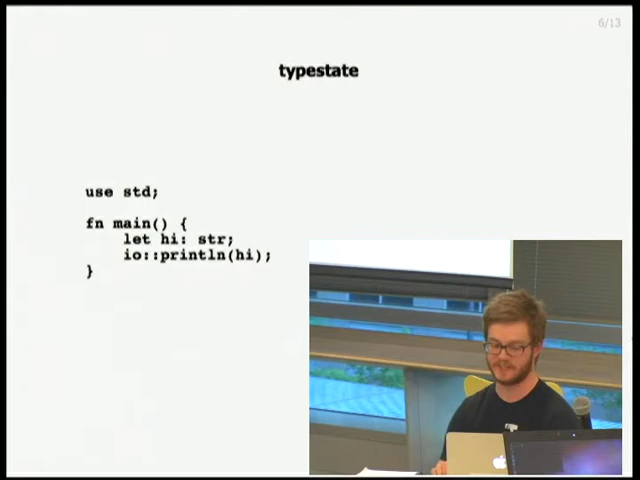 6/13
typestate
use std;
fn main() {
let hi: str;
io::println(hi);
}